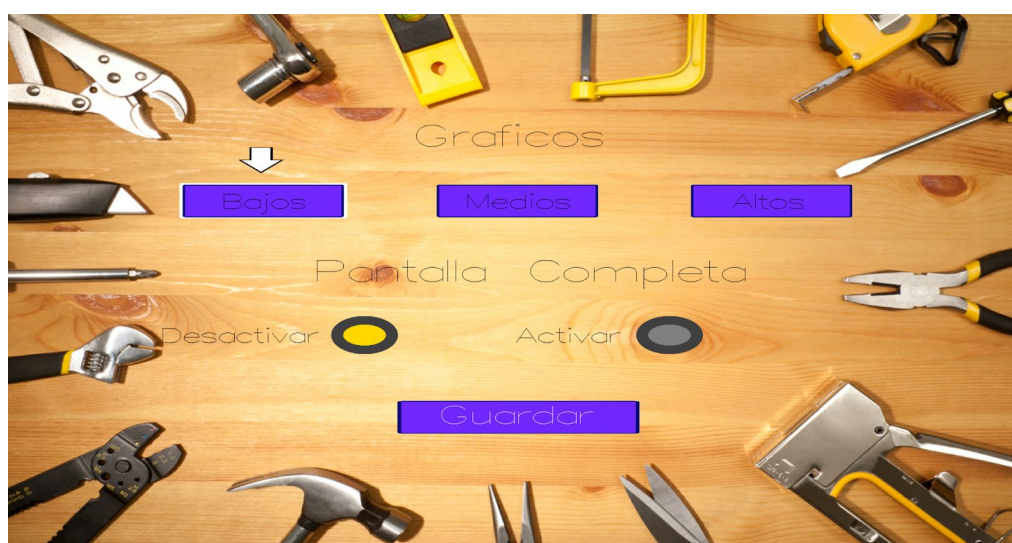 Graficos
Bajos Medios Altos
Pantalla Completa
Desactivar Activar
Guardar